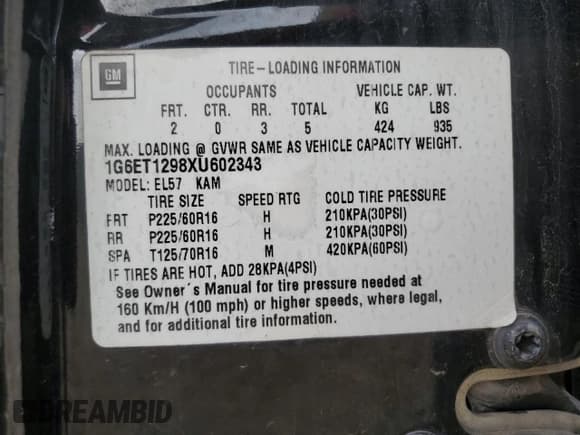 GM
TIRE-LOADING INFORMATION
OCCUPANTS VEHICLE CAP. WT.
FRT. CTR. RR. TOTAL KG LBS
2 0 3 5 424 935
MAX. LOADING @ GVWR SAME AS VEHICLE CAPACITY WEIGHT.
1G6ET1298XU602343
MODEL: EL57 KAM
TIRE SIZE SPEED RTG COLD TIRE PRESSURE
FRT P225/60R16 H 210KPA(30PSI)
RR P225/60R16 H 210KPA(30PSI)
SPA T125/70R16 M 420KPA(60PSI)
IF TIRES ARE HOT, ADD 28KPA(4PSI)
See Owner's Manual for tire pressure needed at
160 Km/H (100 mph) or higher speeds, where legal,
and for additional tire information.
DREAMBID